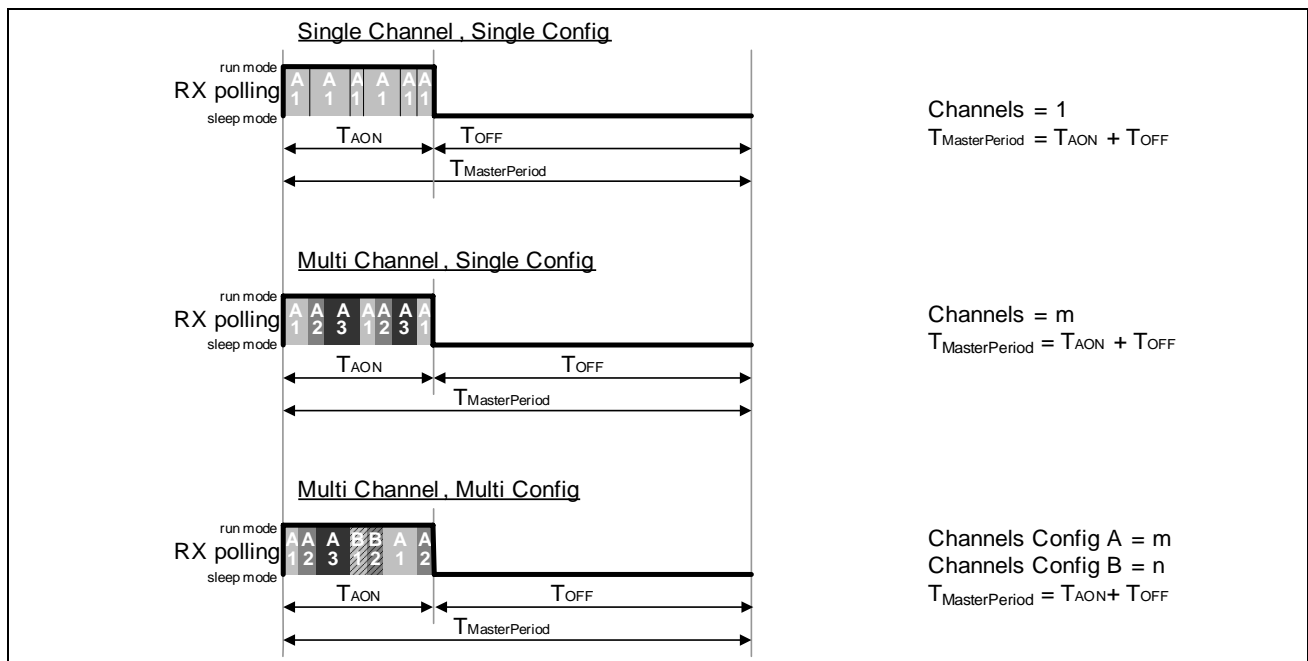 Single Channel , Single Config
run mode
RX polling
sleep mode
A A A A A A
1 1 1 1 1 1
TAON
TOFF
TMasterPeriod
Channels = 1
TMasterPeriod = TAON + TOFF
Multi Channel , Single Config
run mode
RX polling
sleep mode
A A A A A A A
1 2 3 1 2 3 1
TAON
TOFF
TMasterPeriod
Channels = m
TMasterPeriod = TAON + TOFF
Multi Channel , Multi Config
run mode
RX polling
sleep mode
A A A B B A A
1 2 3 1 2 1 2
TAON
TOFF
TMasterPeriod
Channels Config A = m
Channels Config B = n
TMasterPeriod = TAON+ TOFF